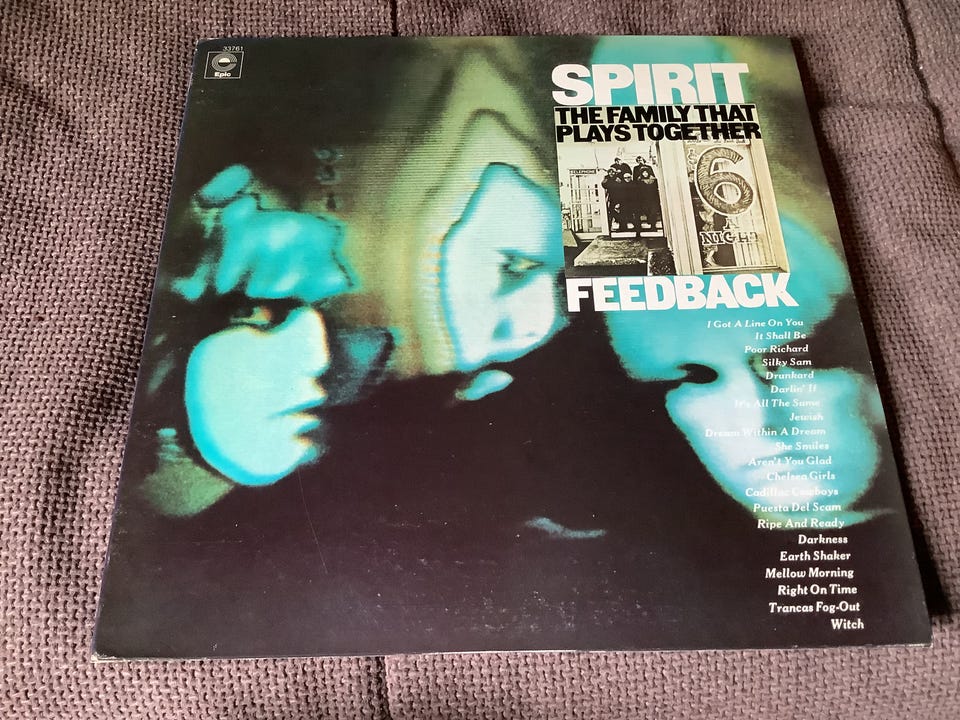 33761
Epic
SPIRIT
THE FAMILY THAT
PLAYS TOGETHER
TELEPHONE
6
A
NIGHT
FEEDBACK
I Got A Line On You
It Shall Be
Poor Richard
Silky Sam
Drunkard
Darlin' If
It's All The Same
Jewish
Dream Within A Dream
She Smiles
Aren't You Glad
Chelsea Girls
Cadillac Cowboys
Puesta Del Scam
Ripe And Ready
Darkness
Earth Shaker
Mellow Morning
Right On Time
Trancas Fog-Out
Witch